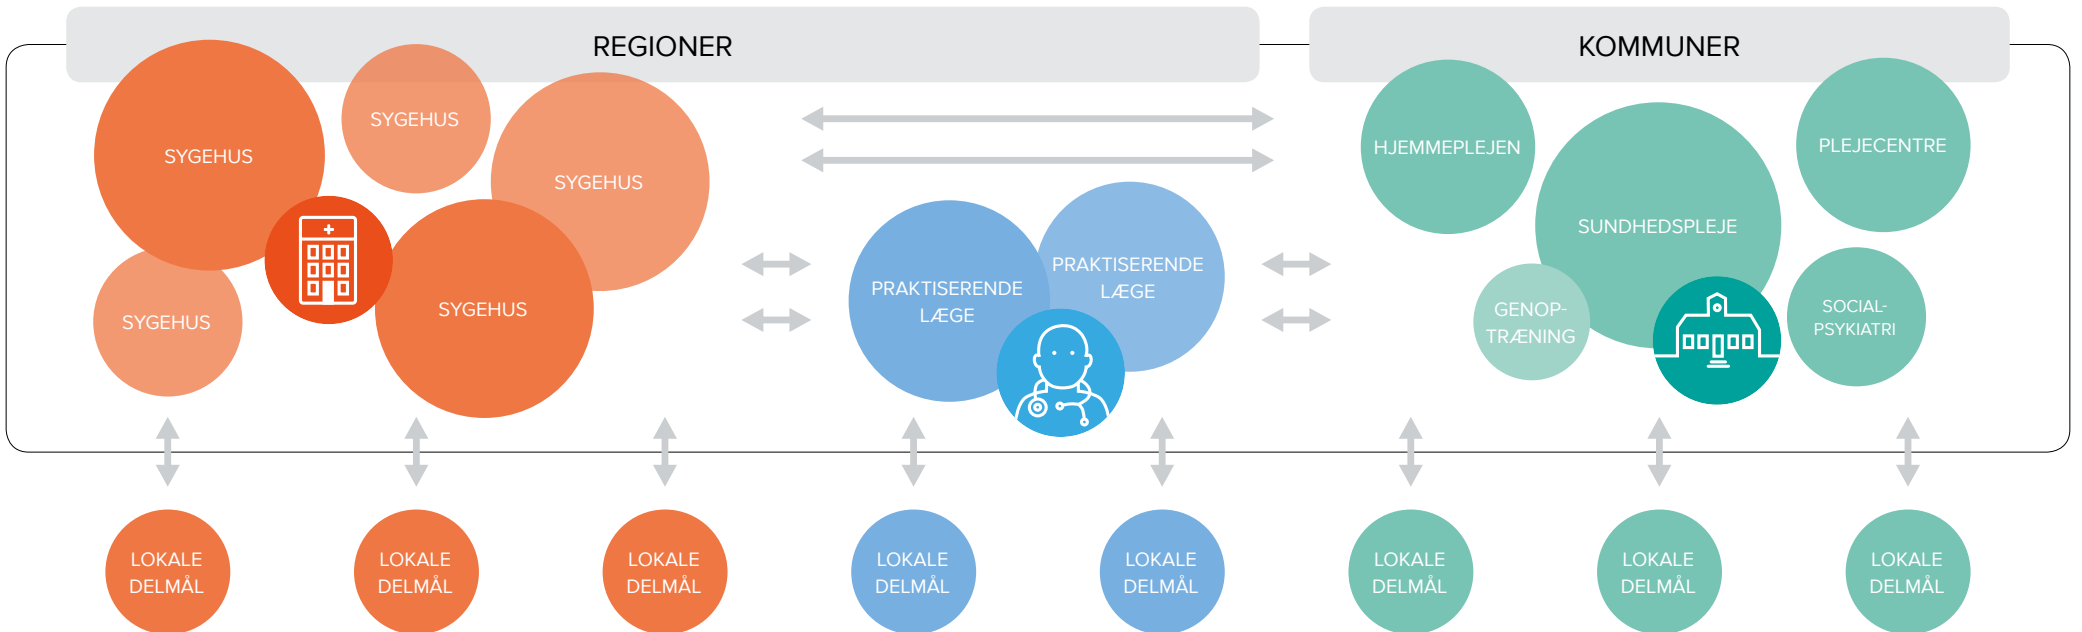 REGIONER
KOMMUNER
SYGEHUS
SYGEHUS
SYGEHUS
SYGEHUS
SYGEHUS
PRAKTISERENDE
LÆGE
PRAKTISERENDE
LÆGE
HJEMMEPLEJEN
SUNDHEDSPLEJE
PLEJECENTRE
GENOP-
TRÆNING
SOCIAL-
PSYKIATRI
LOKALE
DELMÅL
LOKALE
DELMÅL
LOKALE
DELMÅL
LOKALE
DELMÅL
LOKALE
DELMÅL
LOKALE
DELMÅL
LOKALE
DELMÅL
LOKALE
DELMÅL